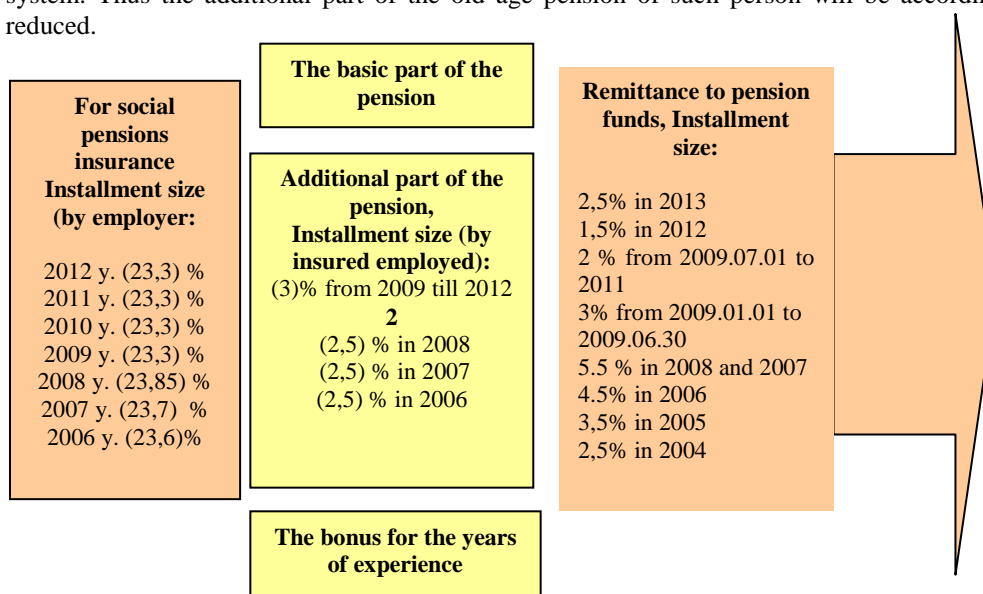 system. Thus the additional part of the old age pension of such person will be accordin
reduced.
For social
pensions
insurance
Installment size
(by employer:
2012 y. (23,3) %
2011 y. (23,3) %
2010 y. (23,3) %
2009 y. (23,3) %
2008 y. (23,85) %
2007 y. (23,7) %
2006 y. (23,6)%
The basic part of the
pension
Additional part of the
pension,
Installment size (by
insured employed):
(3)% from 2009 till 2012
2
(2,5) % in 2008
(2,5) % in 2007
(2,5) % in 2006
The bonus for the years
of experience
Remittance to pension
funds, Installment
size:
2,5% in 2013
1,5% in 2012
2 % from 2009.07.01 to
2011
3% from 2009.01.01 to
2009.06.30
5.5 % in 2008 and 2007
4.5% in 2006
3,5% in 2005
2,5% in 2004